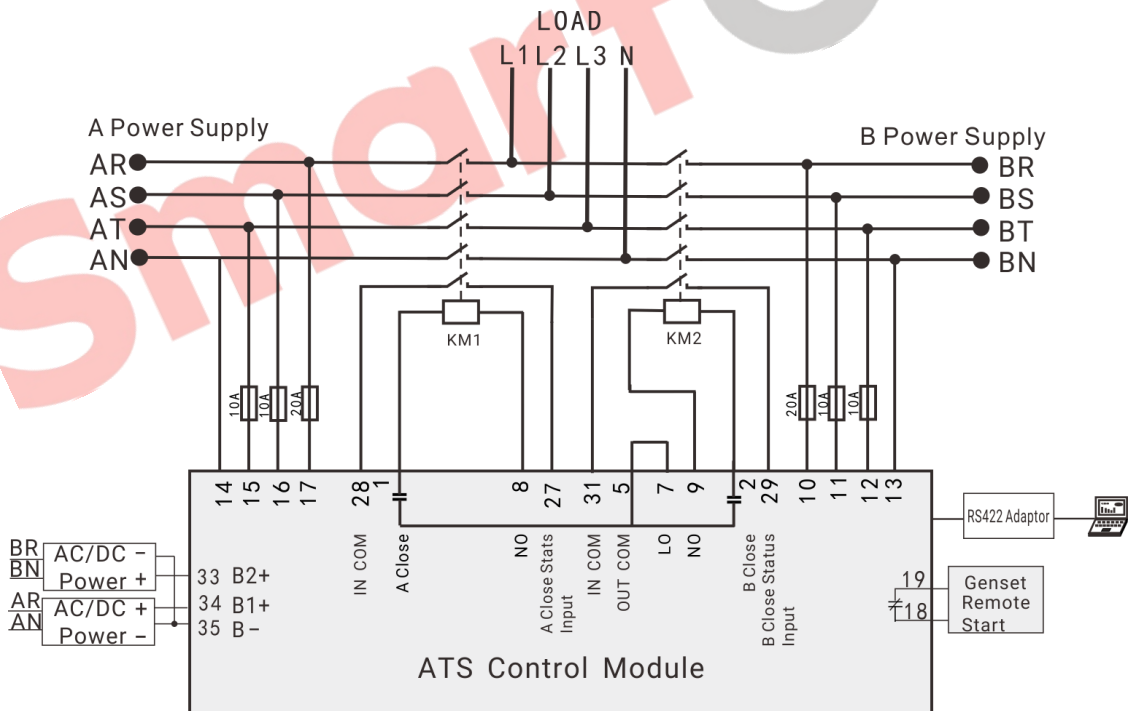 Smart
LOAD
L1 L2 L3 N
A Power Supply
B Power Supply
AR
BR
AS
BS
AT
BT
AN
BN
KM1
KM2
10A
10A
20A
20A
10A
10A
14
15
16
17
28
1
8
27
31
5
7
9
2
29
10
11
12
13
IN COM
A Close
NO
A Close Stats
Input
IN COM
OUT COM
LO
NO
B Close
B Close Status
Input
BR
BN
AC/DC −
Power +
AR
AN
AC/DC +
Power −
33 B2+
34 B1+
35 B−
RS422 Adaptor
19
18
Genset
Remote
Start
ATS Control Module